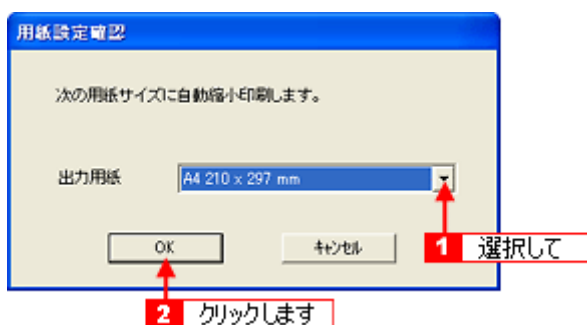 用紙設定確認
次の用紙サイズに自動縮小印刷します。
出力用紙
A4 210 x 297 mm
OK
キャンセル
1 選択して
2 クリックします